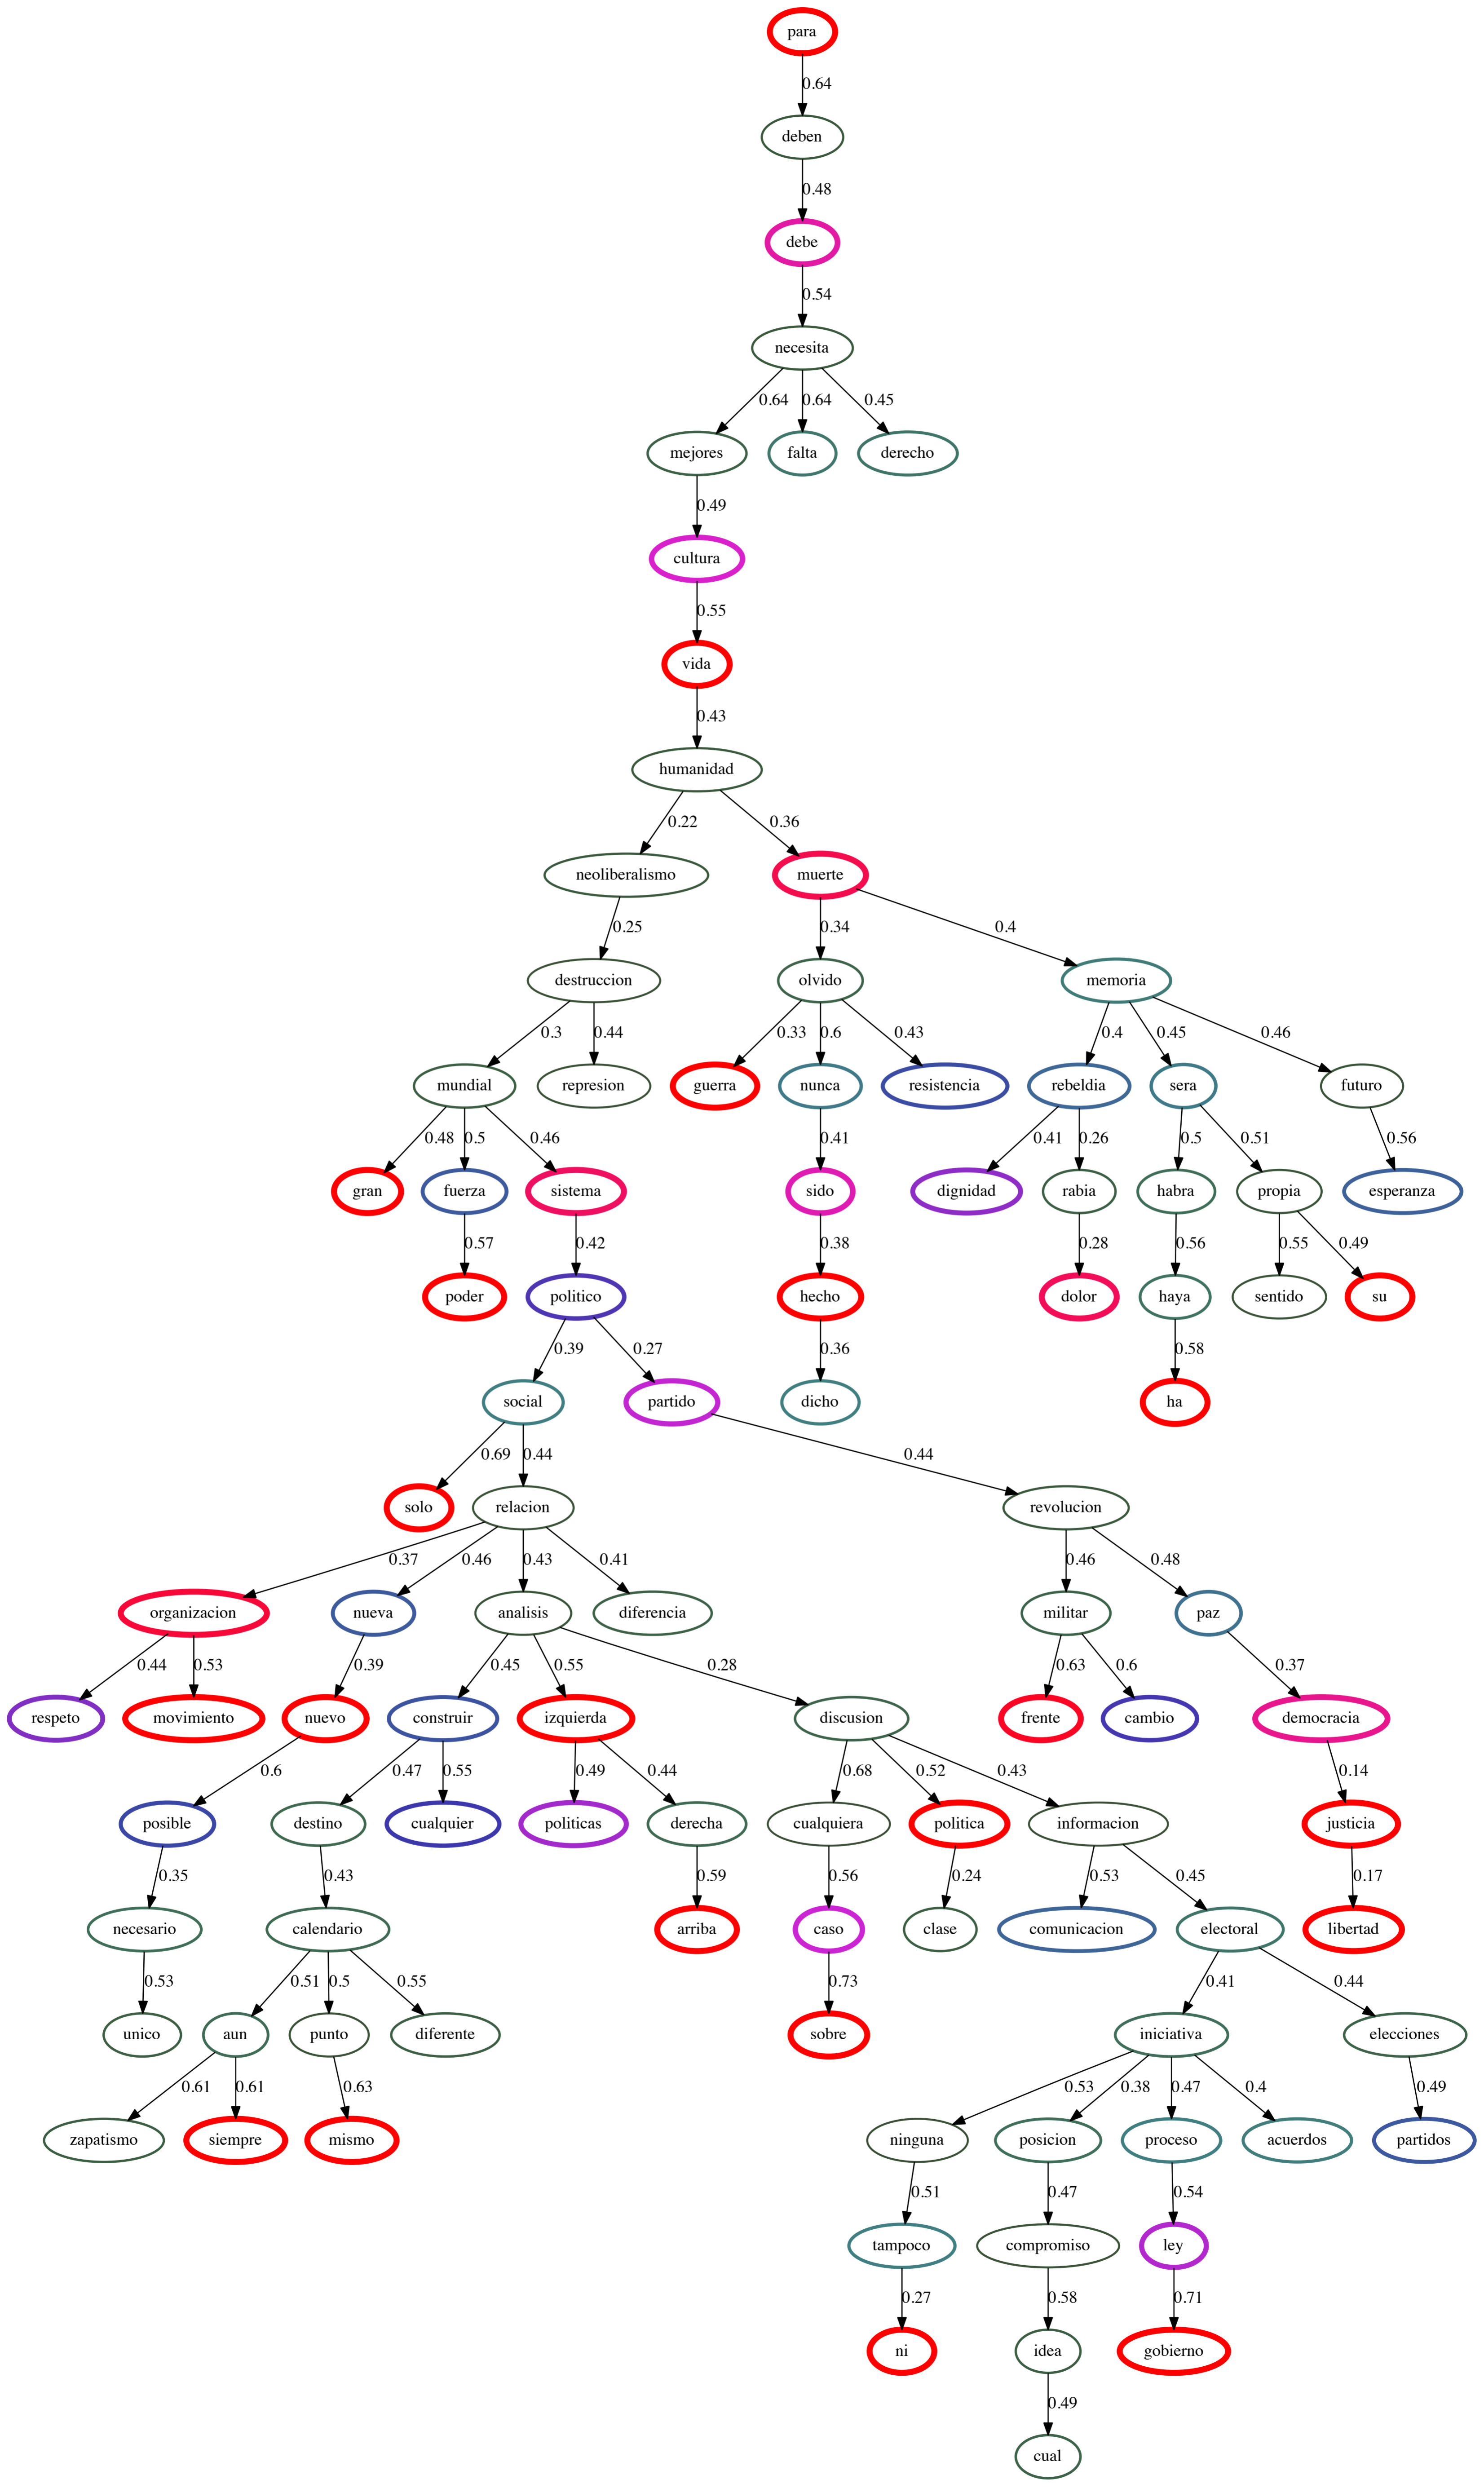 para
0.64
deben
0.48
debe
0.54
necesita
0.64 0.64 0.45
mejores falta derecho
0.49
cultura
0.55
vida
0.43
humanidad
0.22 0.36
neoliberalismo muerte
0.25 0.34 0.4
destruccion olvido memoria
0.3 0.44 0.33 0.6 0.43 0.4 0.45 0.46
mundial represion guerra nunca resistencia rebeldia sera futuro
0.48 0.5 0.46 0.41 0.41 0.26 0.5 0.51 0.56
gran fuerza sistema sido dignidad rabia habra propia esperanza
0.57 0.42 0.38 0.28 0.56 0.55 0.49
poder politico hecho dolor haya sentido su
0.39 0.27 0.36 0.58
social partido dicho ha
0.69 0.44 0.44
solo relacion revolucion
0.37 0.46 0.43 0.41 0.46 0.48
organizacion nueva analisis diferencia militar paz
0.44 0.53 0.39 0.45 0.55 0.28 0.63 0.6 0.37
respeto movimiento nuevo construir izquierda discusion frente cambio democracia
0.6 0.47 0.55 0.49 0.44 0.68 0.52 0.43 0.14
posible destino cualquier politicas derecha cualquiera politica informacion justicia
0.35 0.43 0.59 0.56 0.24 0.53 0.45 0.17
necesario calendario arriba caso clase comunicacion electoral libertad
0.53 0.51 0.5 0.55 0.73 0.41 0.44
unico aun punto diferente sobre iniciativa elecciones
0.61 0.61 0.63 0.53 0.38 0.47 0.4 0.49
zapatismo siempre mismo ninguna posicion proceso acuerdos partidos
0.51 0.47 0.54
tampoco compromiso ley
0.27 0.58 0.71
ni idea gobierno
0.49
cual